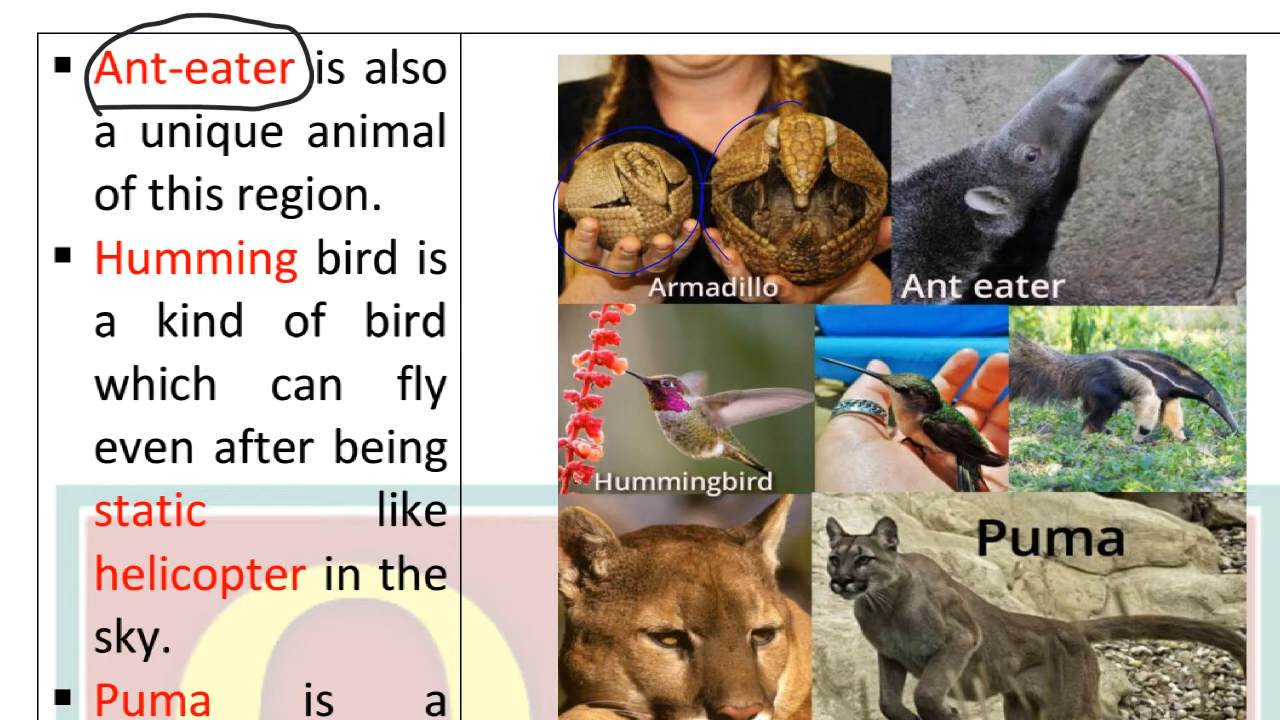 ▪ Ant-eater is also
a unique animal
of this region.
▪ Humming bird is
a kind of bird
which can fly
even after being
static like
helicopter in the
sky.
▪ Puma is a
Armadillo
Ant eater
Hummingbird
Puma